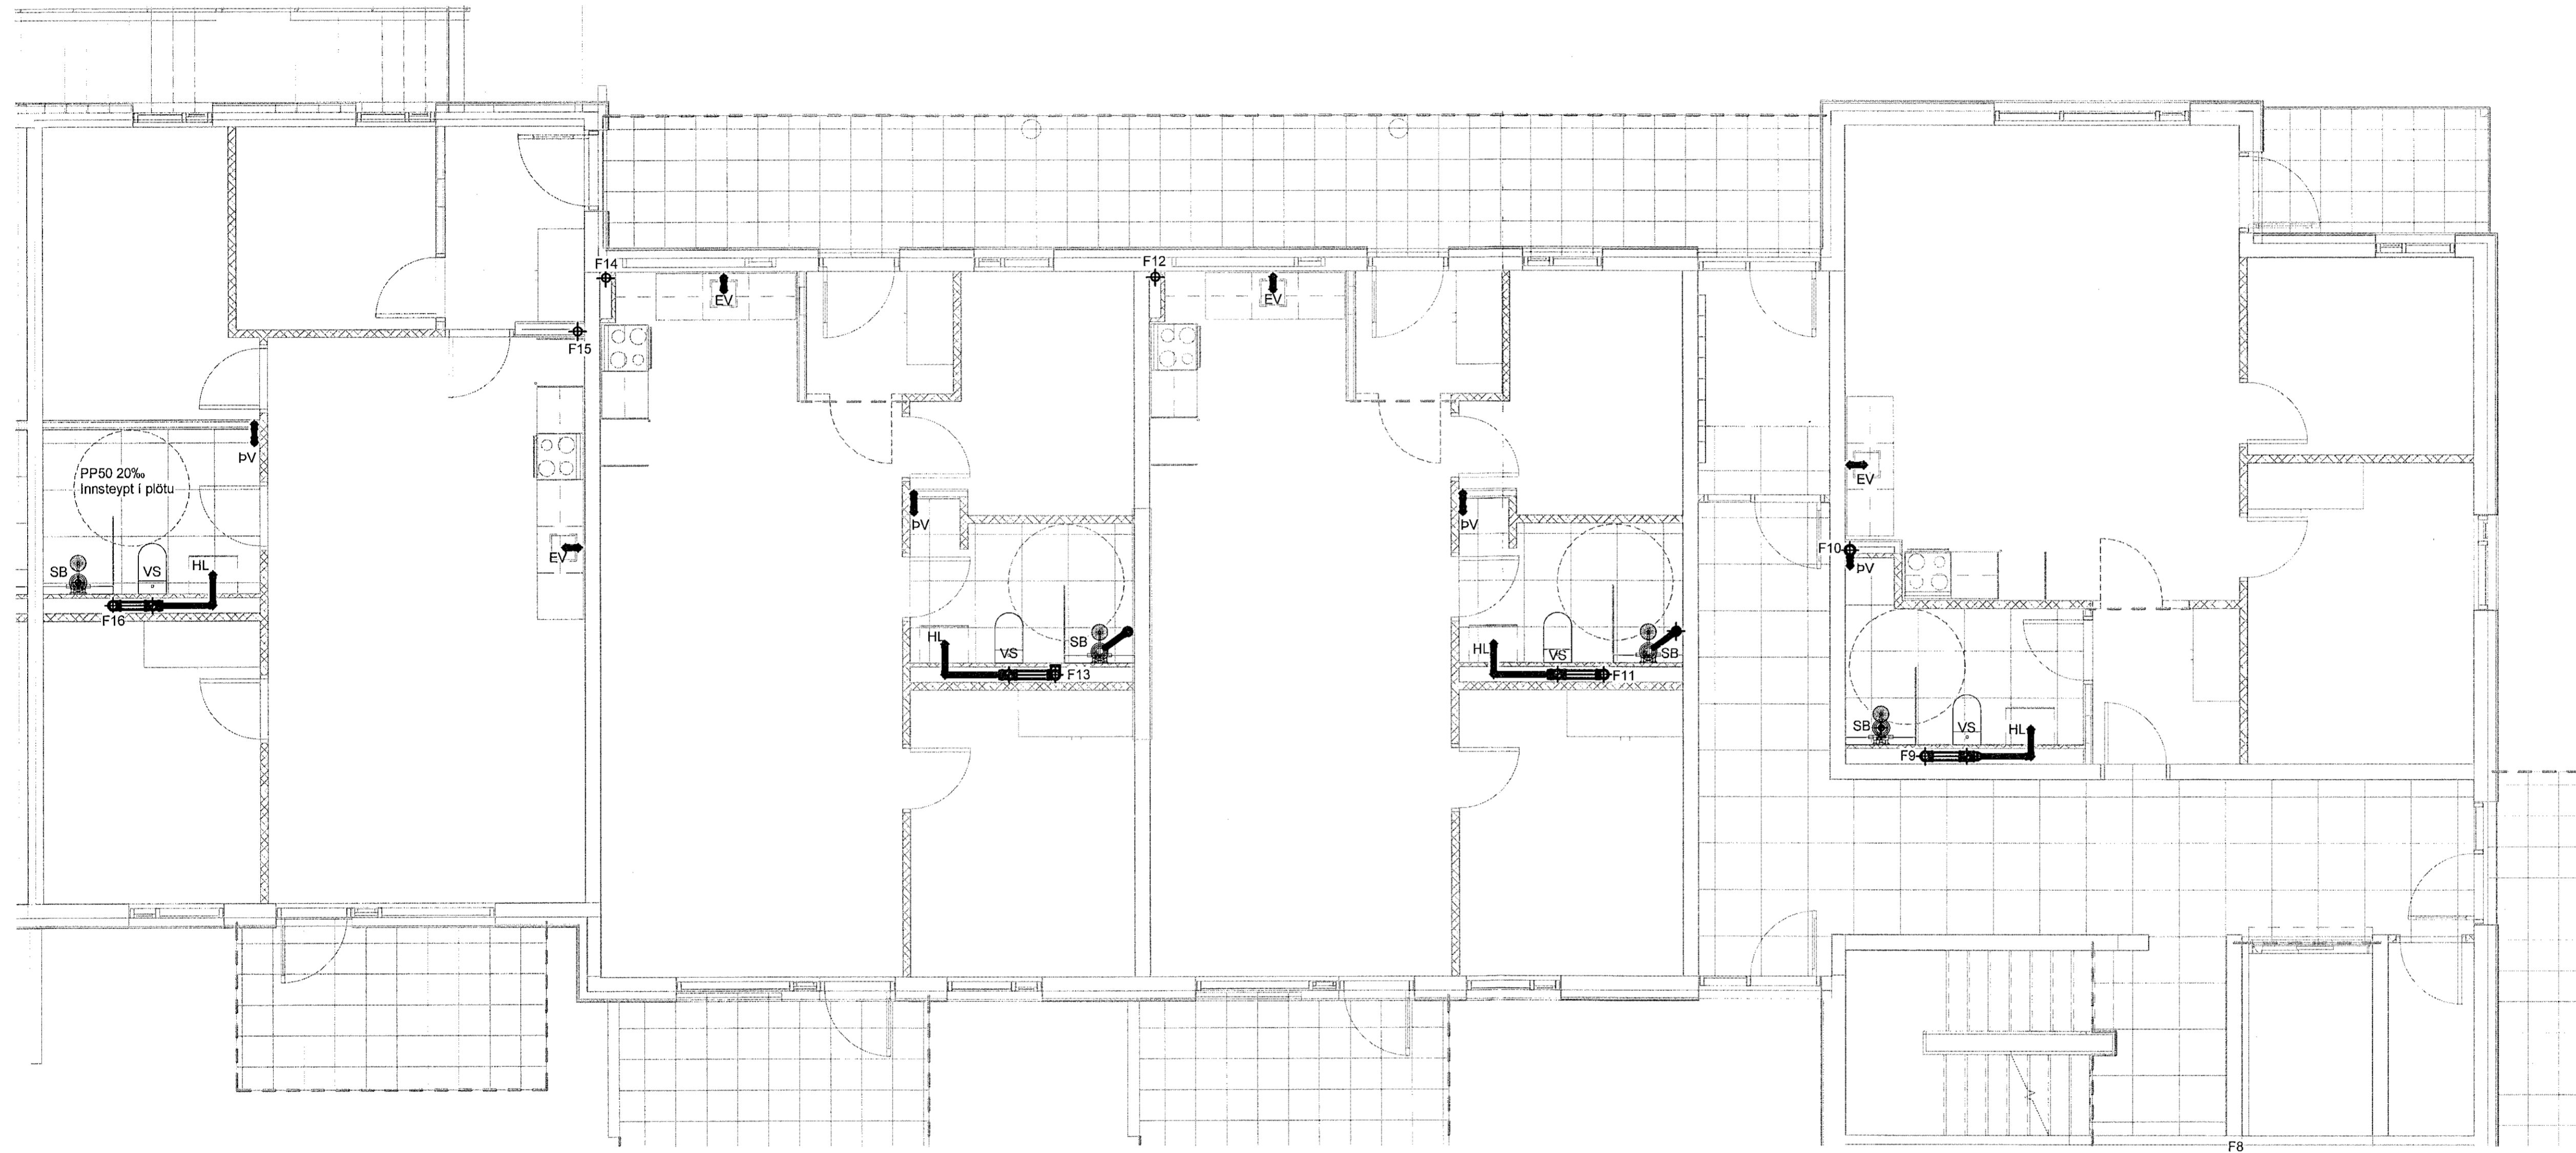 F14
F12
EV
EV
F15
ÞV
PP50 20‰
Innsteypt í plötu
EV
SB
VS
HL
F16
ÞV
HL
VS
SB
F13
ÞV
HL
VS
SB
F11
EV
F10
ÞV
SB
VS
HL
F9
F8